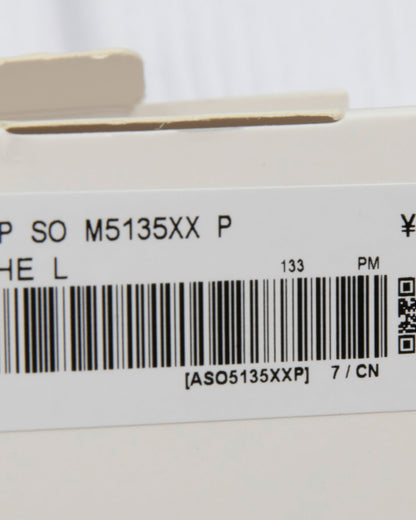 P SO M5135XX P ¥
HE L 133 PM
[ASO5135XXP] 7 / CN